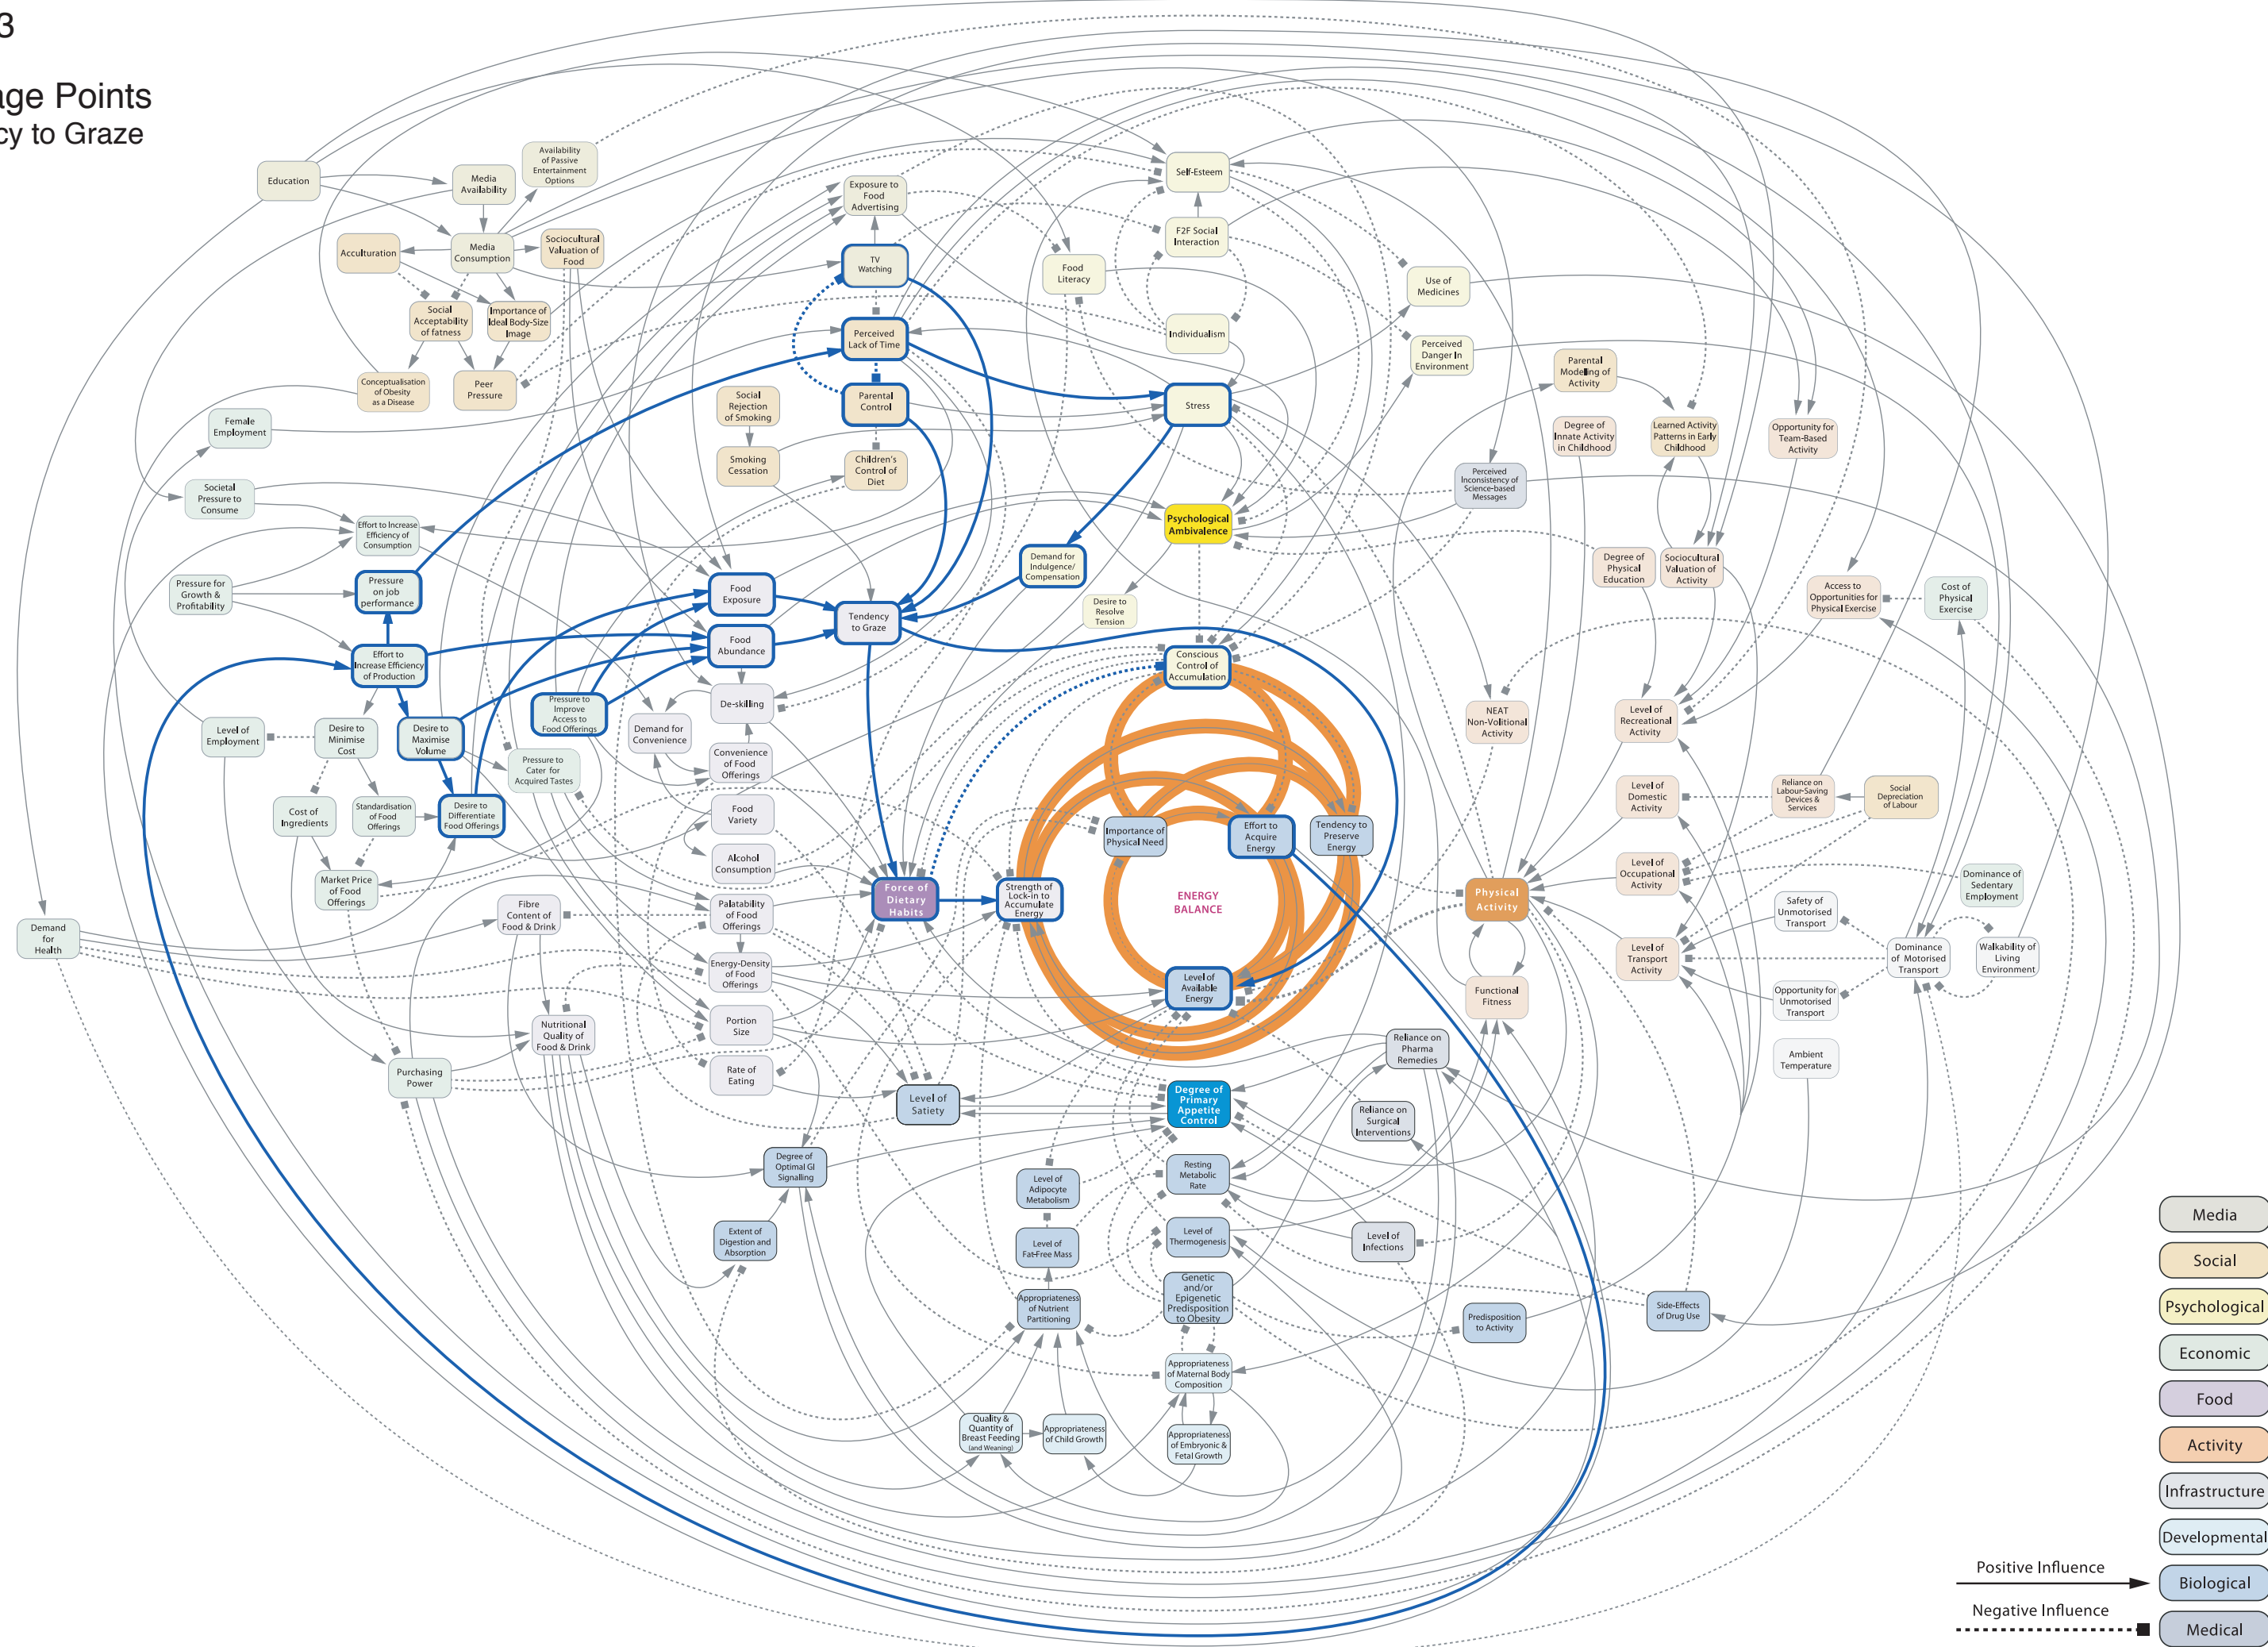 3
age Points
cy to Graze
Education
Media
Availability
Availability
of Passive
Entertainment
Options
Acculturation
Media
Consumption
Sociocultural
Valuation of
Food
Social
Acceptability
of fatness
Importance of
Ideal Body-Size
Image
Conceptualisation
of Obesity
as a Disease
Peer
Pressure
Exposure to
Food
Advertising
TV
Watching
Perceived
Lack of Time
Parental
Control
Children's
Control of
Diet
Social
Rejection
of Smoking
Smoking
Cessation
Self-Esteem
F2F Social
Interaction
Food
Literacy
Individualism
Stress
Use of
Medicines
Perceived
Danger In
Environment
Parental
Modeling of
Activity
Degree of
Innate Activity
in Childhood
Learned Activity
Patterns in Early
Childhood
Opportunity for
Team-Based
Activity
Perceived
Inconsistency of
Science-based
Messages
Female
Employment
Societal
Pressure to
Consume
Effort to Increase
Efficiency of
Consumption
Pressure for
Growth &
Profitability
Pressure
on job
performance
Effort to
Increase Efficiency
of Production
Psychological
Ambivalence
Demand for
Indulgence/
Compensation
Desire to
Resolve
Tension
Food
Exposure
Food
Abundance
Tendency
to Graze
Degree of
Physical
Education
Sociocultural
Valuation of
Activity
Access to
Opportunities for
Physical Exercise
Cost of
Physical
Exercise
Conscious
Control of
Accumulation
De-skilling
Pressure to
Improve
Access to
Food Offerings
Demand for
Convenience
Convenience
of Food
Offerings
Level of
Employment
Desire to
Minimise
Cost
Desire to
Maximise
Volume
Pressure to
Cater for
Acquired Tastes
Cost of
Ingredients
Standardisation
of Food
Offerings
Desire to
Differentiate
Food Offerings
Food
Variety
Alcohol
Consumption
NEAT
Non-Volitional
Activity
Level of
Recreational
Activity
Level of
Domestic
Activity
Reliance on
Labour-Saving
Devices &
Services
Social
Depreciation
of Labour
Importance of
Physical Need
Effort to
Acquire
Energy
Tendency to
Preserve
Energy
Market Price
of Food
Offerings
Force of
Dietary
Habits
Strength of
Lock-in to
Accumulate
Energy
ENERGY
BALANCE
Physical
Activity
Level of
Occupational
Activity
Dominance of
Sedentary
Employment
Demand
for
Health
Fibre
Content of
Food & Drink
Palatability
of Food
Offerings
Energy-Density
of Food
Offerings
Safety of
Unmotorised
Transport
Level of
Transport
Activity
Dominance
of Motorised
Transport
Walkability of
Living
Environment
Opportunity for
Unmotorised
Transport
Level of
Available
Energy
Functional
Fitness
Nutritional
Quality of
Food & Drink
Portion
Size
Rate of
Eating
Purchasing
Power
Level of
Satiety
Degree of
Primary
Appetite
Control
Reliance on
Pharma
Remedies
Reliance on
Surgical
Interventions
Ambient
Temperature
Degree of
Optimal GI
Signalling
Level of
Adipocyte
Metabolism
Resting
Metabolic
Rate
Extent of
Digestion and
Absorption
Level of
Fat-Free Mass
Level of
Thermogenesis
Level of
Infections
Appropriateness
of Nutrient
Partitioning
Genetic
and/or
Epigenetic
Predisposition
to Obesity
Predisposition
to Activity
Side-Effects
of Drug Use
Appropriateness
of Maternal Body
Composition
Quality &
Quantity of
Breast Feeding
(and Weaning)
Appropriateness
of Child Growth
Appropriateness
of Embryonic &
Fetal Growth
Media
Social
Psychological
Economic
Food
Activity
Infrastructure
Developmental
Biological
Medical
Positive Influence
Negative Influence